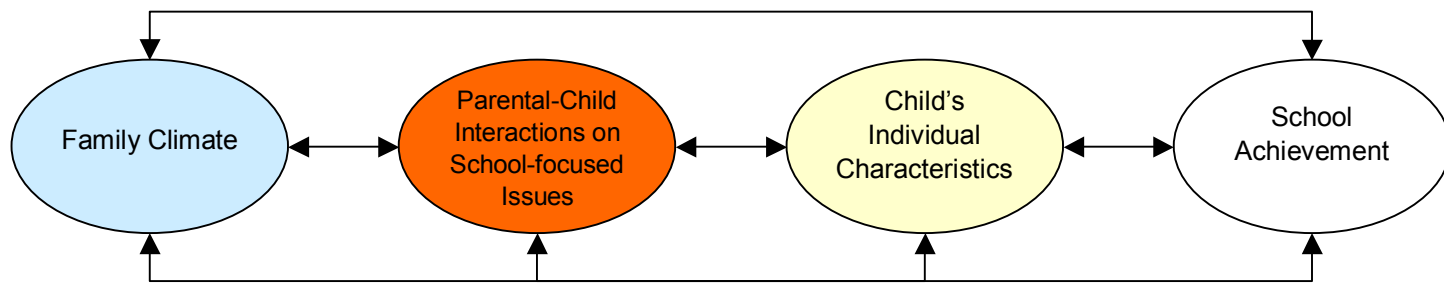 Family Climate
Parental-Child
Interactions on
School-focused
Issues
Child’s
Individual
Characteristics
School
Achievement